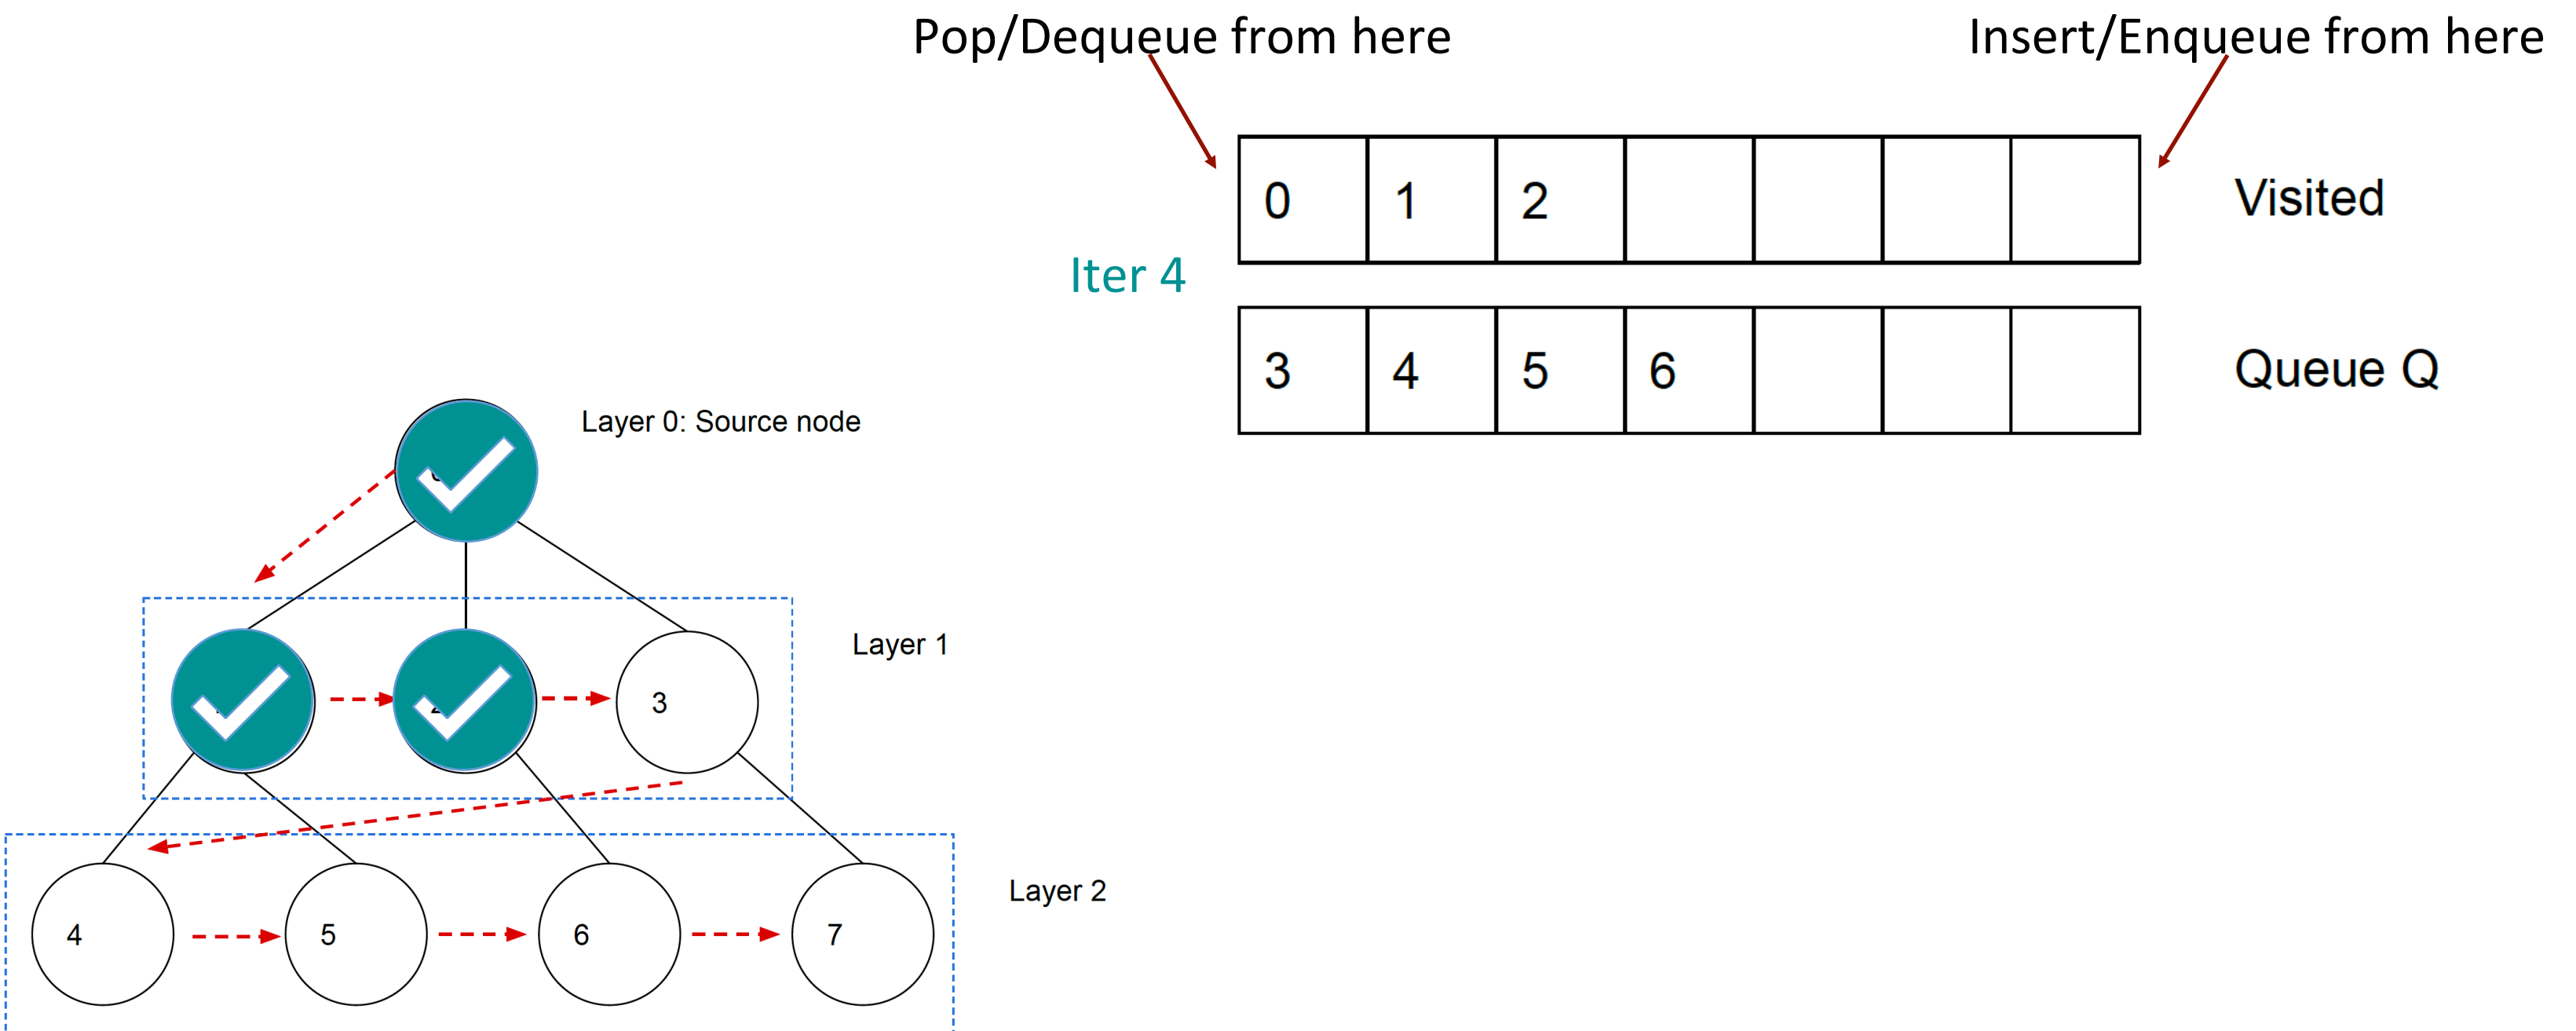 Pop/Dequeue from here
Insert/Enqueue from here
0 1 2
Visited
Iter 4
3 4 5 6
Queue Q
Layer 0: Source node
Layer 1
3
Layer 2
4 5 6 7